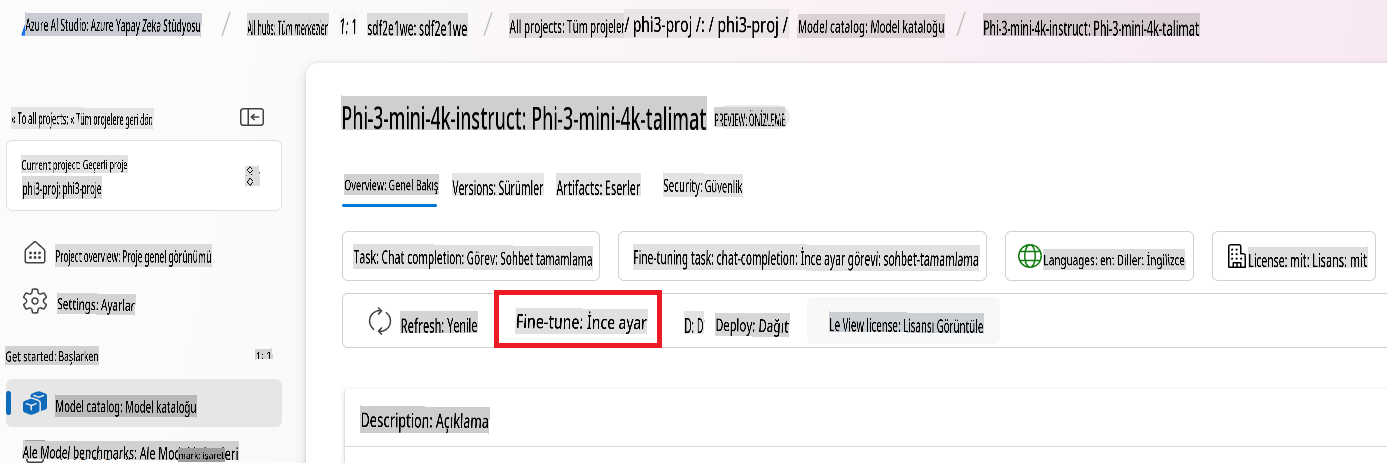 Azure AI Studio: Azure Yapay Zeka Stüdyosu / All hubs: Tüm merkezler 1: 1 sdf2e1we: sdf2e1we / All projects: Tüm projeler/ phi3-proj /: / phi3-proj / Model catalog: Model kataloğu / Phi-3-mini-4k-instruct: Phi-3-mini-4k-talimat
« To all projects: « Tüm projelere geri dön
Current project: Geçerli proje
phi3-proj: phi3-proje
Project overview: Proje genel görünümü
Settings: Ayarlar
Get started: Başlarken 1: 1
Model catalog: Model kataloğu
Ale Model benchmarks: Ale
Phi-3-mini-4k-instruct: Phi-3-mini-4k-talimat PREVIEW: ÖNİZLEME
Overview: Genel Bakış Versions: Sürümler Artifacts: Eserler Security: Güvenlik
Task: Chat completion: Görev: Sohbet tamamlama Fine-tuning task: chat-completion: İnce ayar görevi: sohbet-tamamlama Languages: en: Diller: İngilizce License: mit: Lisans: mit
Refresh: Yenile Fine-tune: İnce ayar D: D Deploy: Dağıt Le View license: Lisansı Görüntüle
Description: Açıklama